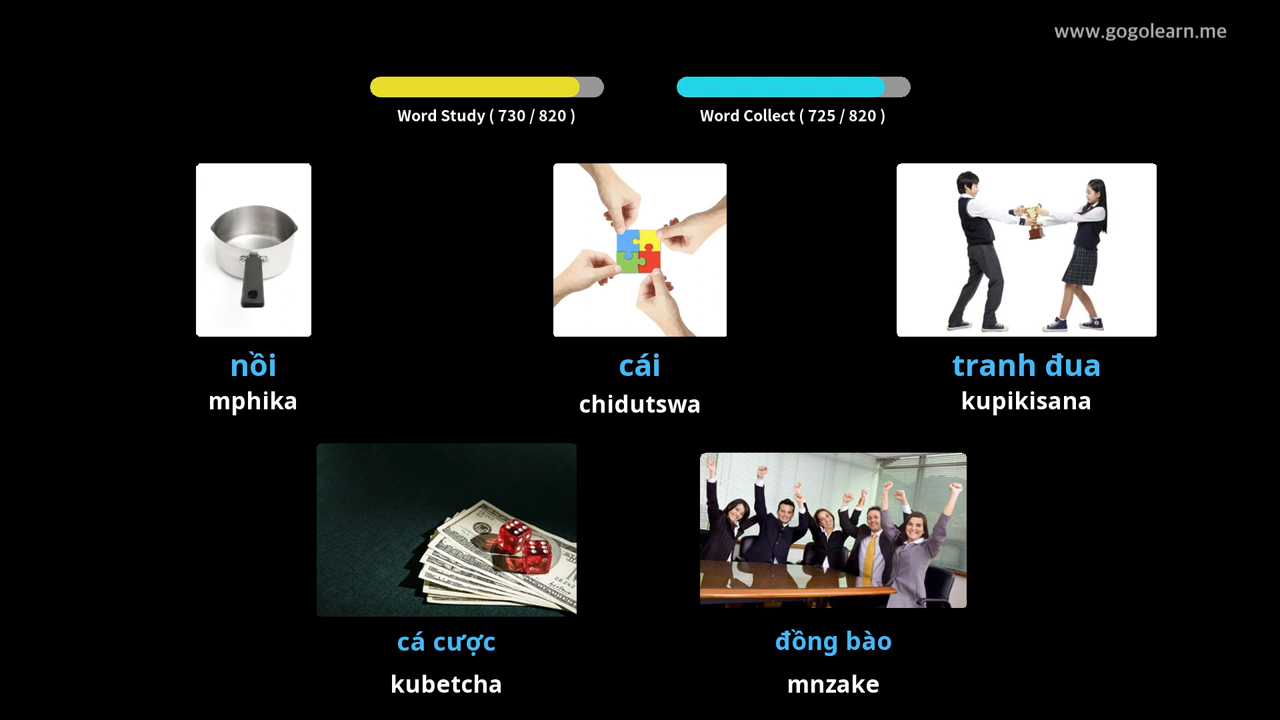 www.gogolearn.me
Word Study ( 730 / 820 )
Word Collect ( 725 / 820 )
nồi
mphika
cái
chidutswa
tranh đua
kupikisana
cá cược
kubetcha
đồng bào
mnzake